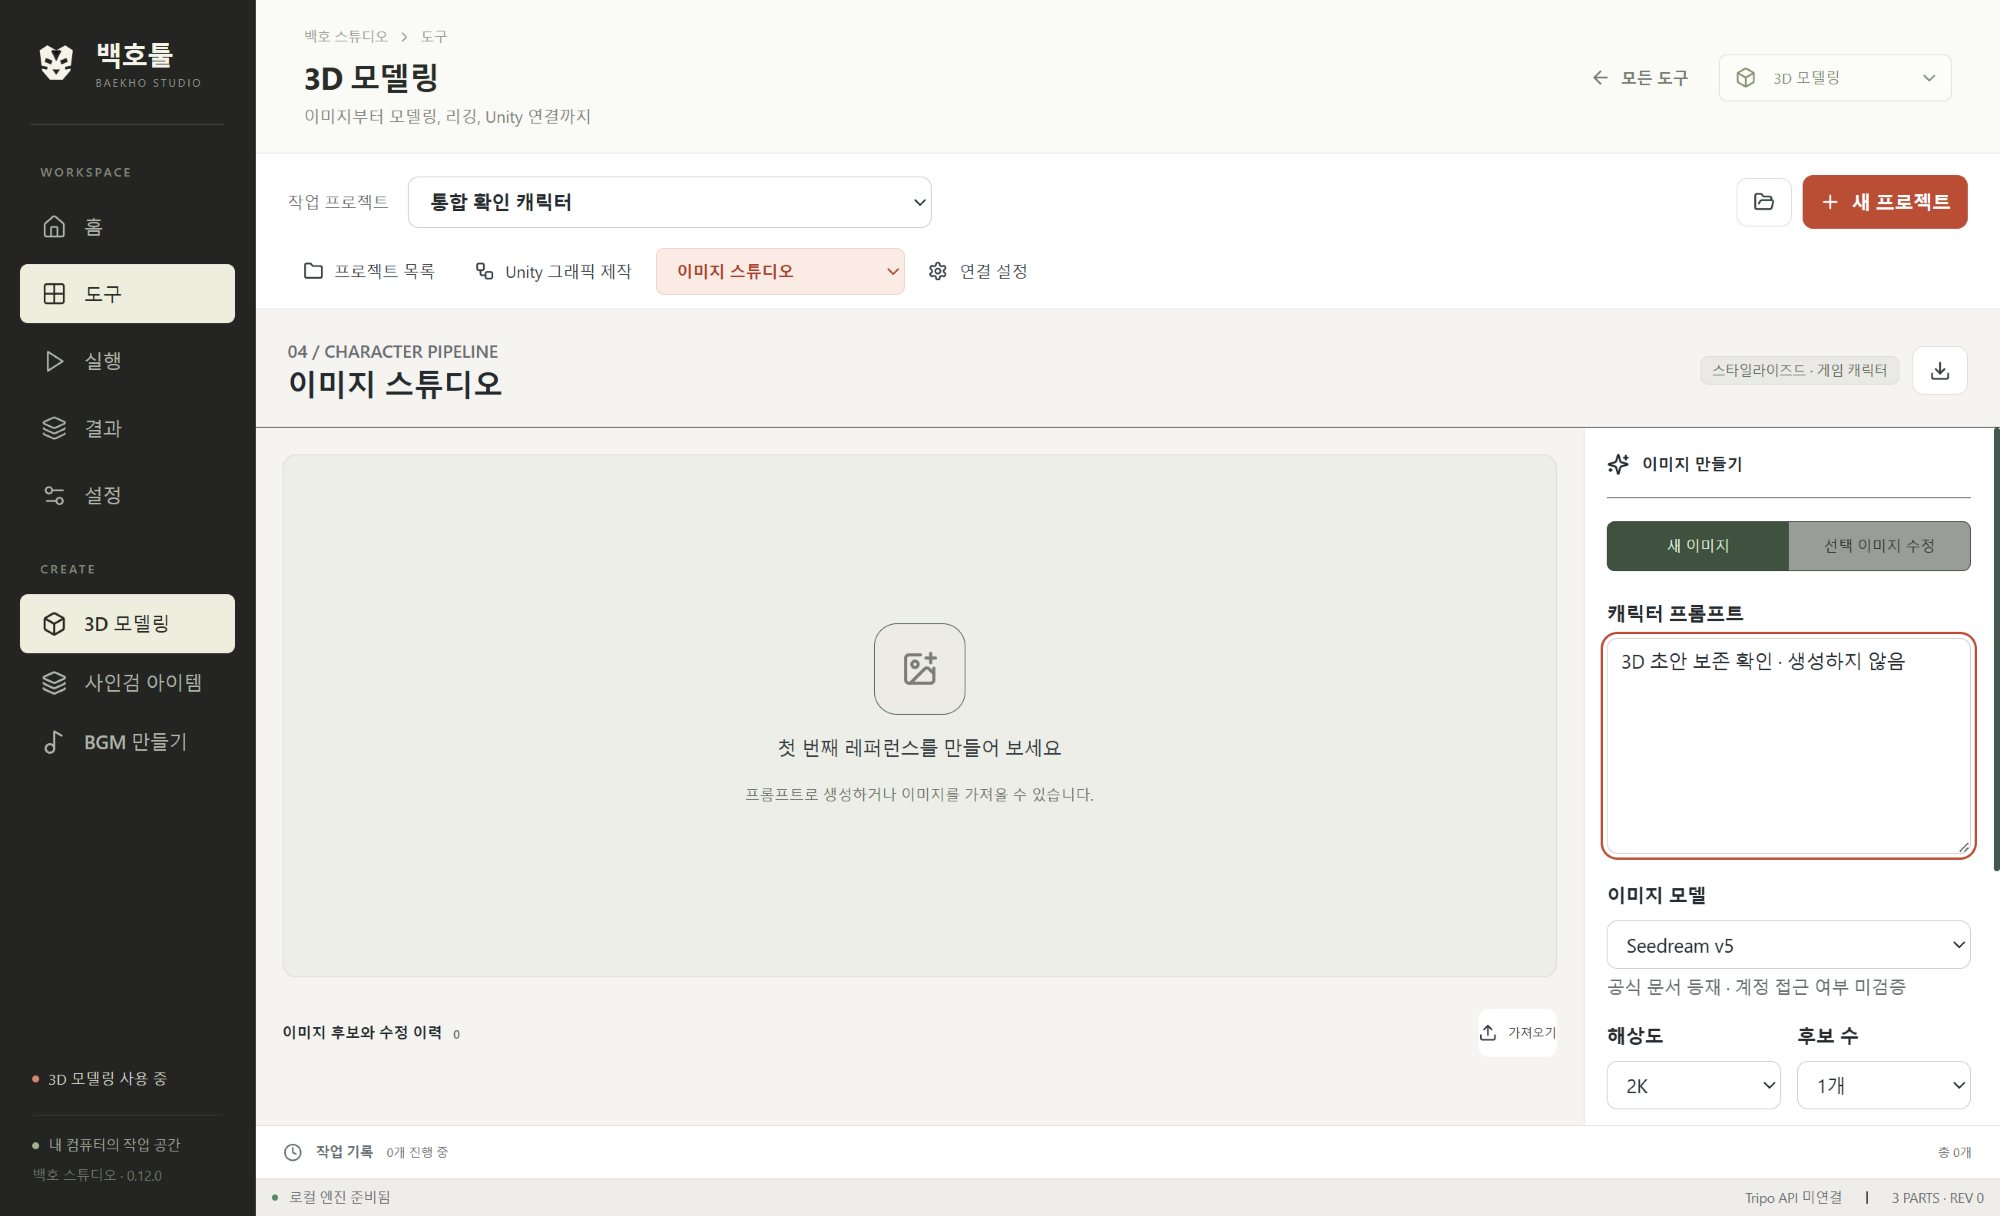 백호툴
BAEKHO STUDIO
WORKSPACE
홈
도구
실행
결과
설정
CREATE
3D 모델링
사인검 아이템
BGM 만들기
3D 모델링 사용 중
내 컴퓨터의 작업 공간
백호 스튜디오 · 0.12.0
백호 스튜디오 > 도구
3D 모델링
이미지부터 모델링, 리깅, Unity 연결까지
모든 도구
3D 모델링
작업 프로젝트
통합 확인 캐릭터
새 프로젝트
프로젝트 목록
Unity 그래픽 제작
이미지 스튜디오
연결 설정
04 / CHARACTER PIPELINE
이미지 스튜디오
스타일라이즈드 · 게임 캐릭터
첫 번째 레퍼런스를 만들어 보세요
프롬프트로 생성하거나 이미지를 가져올 수 있습니다.
이미지 후보와 수정 이력 0
가져오기
이미지 만들기
새 이미지
선택 이미지 수정
캐릭터 프롬프트
3D 초안 보존 확인 · 생성하지 않음
이미지 모델
Seedream v5
공식 문서 등재 · 계정 접근 여부 미검증
해상도
후보 수
2K
1개
작업 기록 0개 진행 중
총 0개
로컬 엔진 준비됨
Tripo API 미연결 | 3 PARTS · REV 0